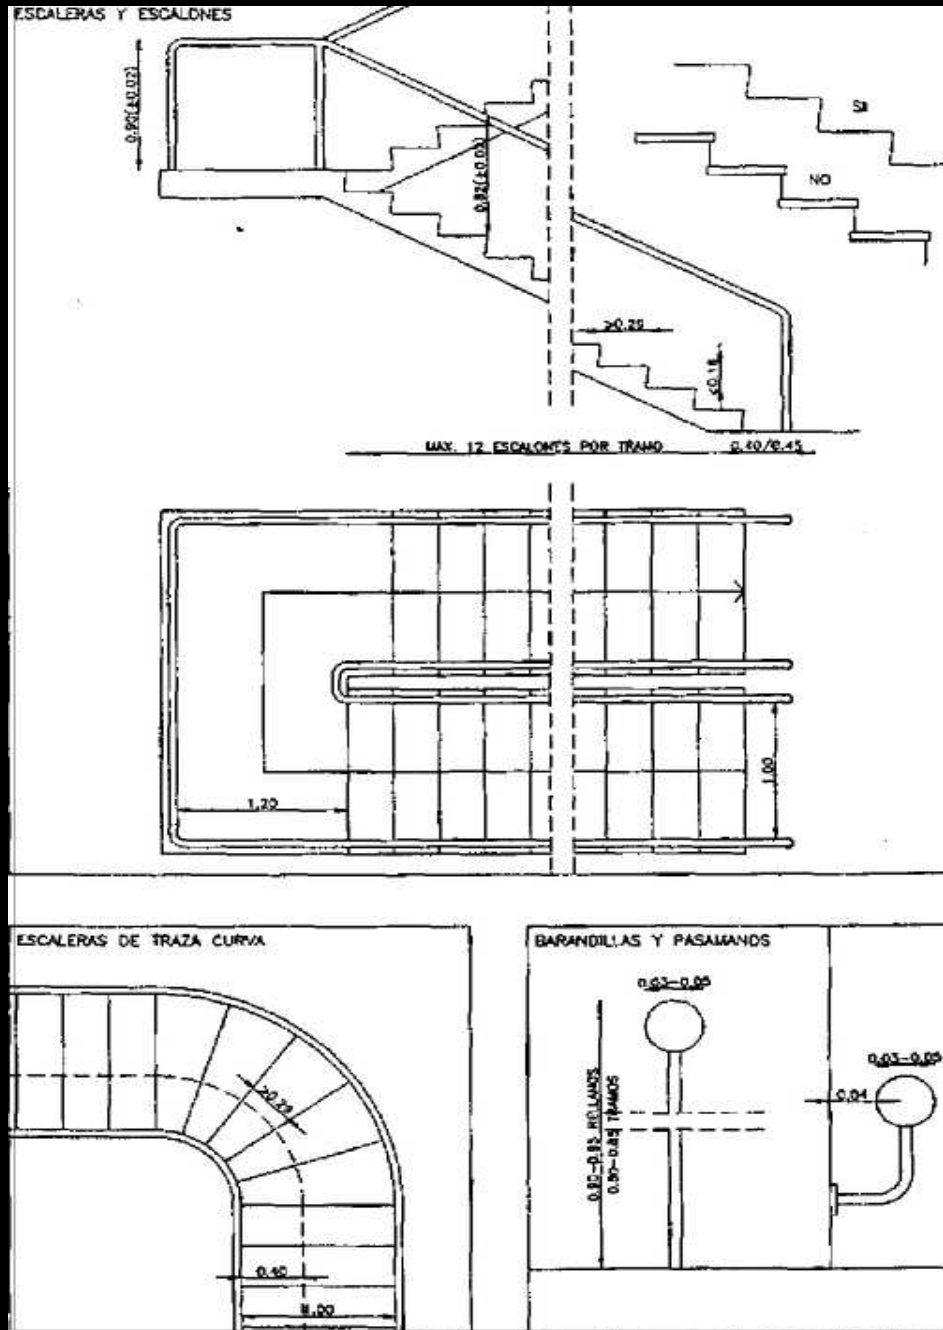 ESCALERAS Y ESCALONES
0.90(±0.02)
0.82(±0.02)
SI
NO
>0.29
≤0.18
MAX. 12 ESCALONES POR TRAMO
0.40/0.45
1.20
1.00
ESCALERAS DE TRAZA CURVA
>0.29
0.40
1.00
BARANDILLAS Y PASAMANOS
0.03-0.05
0.90-0.95 RELLANOS
0.80-0.85 TRAMOS
0.03-0.05
0.04